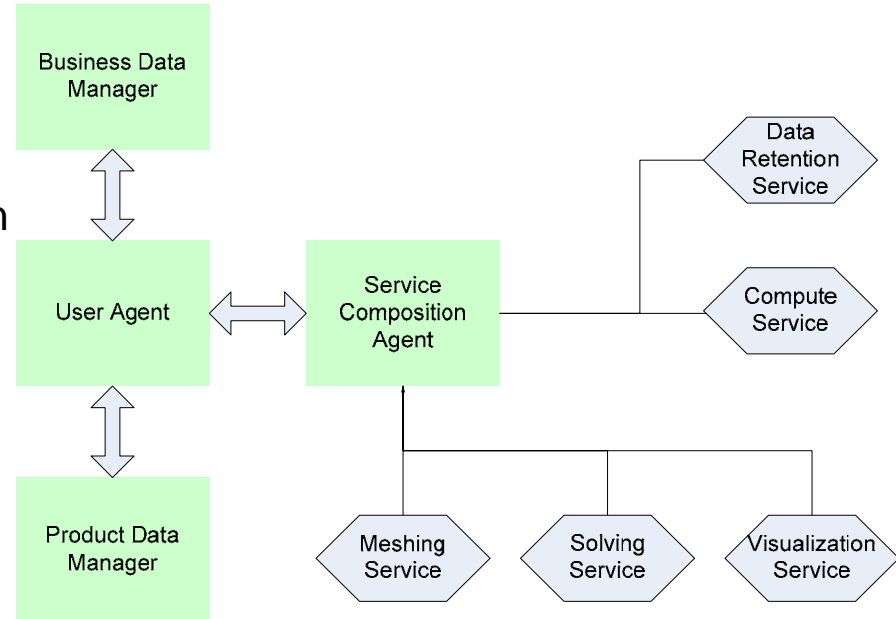 Business Data
Manager
n
User Agent
Service
Composition
Agent
Data
Retention
Service
Compute
Service
Product Data
Manager
Meshing
Service
Solving
Service
Visualization
Service